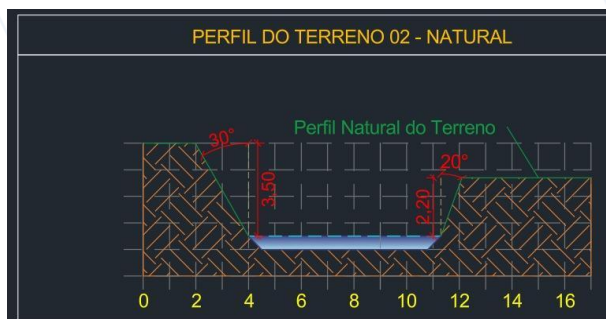 PERFIL DO TERRENO 02 - NATURAL
30°
Perfil Natural do Terreno
20°
3,50
2,20
0 2 4 6 8 10 12 14 16